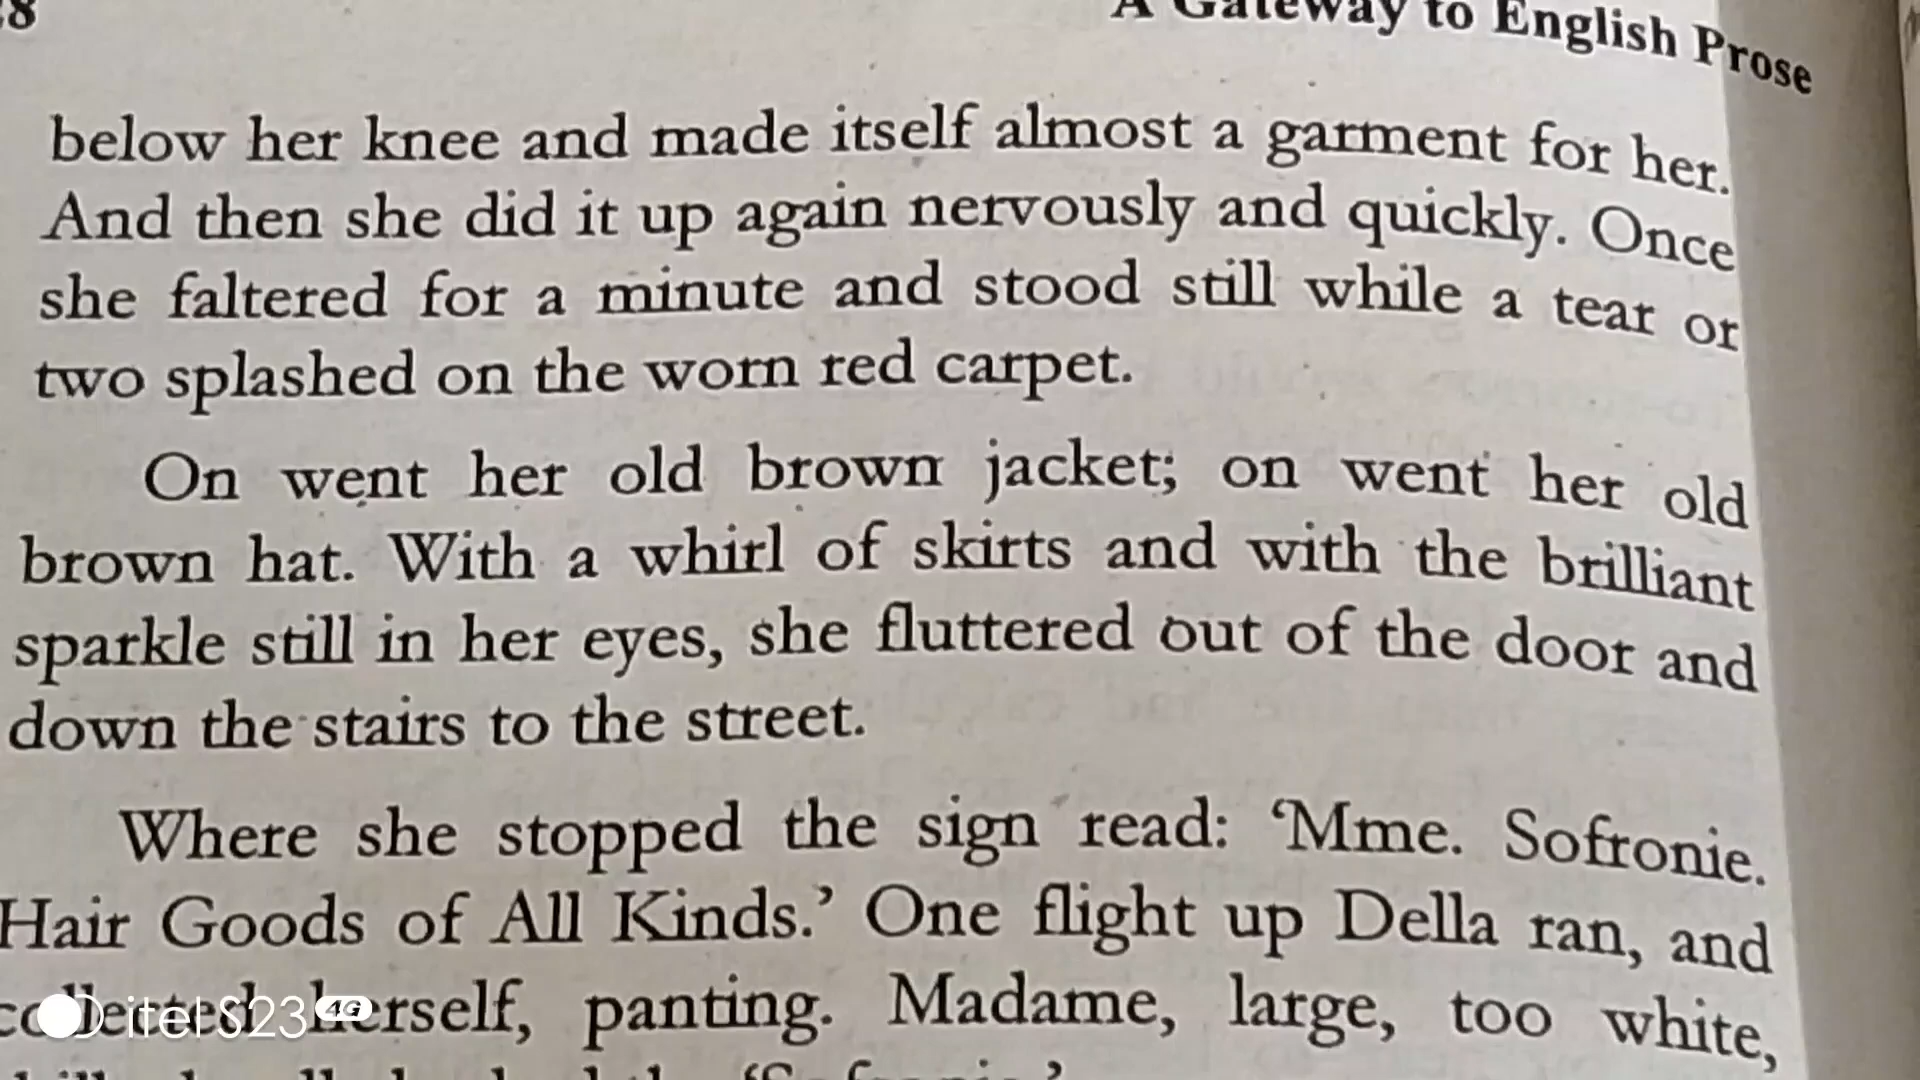 8
A Gateway to English Prose
below her knee and made itself almost a garment for her.
And then she did it up again nervously and quickly. Once
she faltered for a minute and stood still while a tear or
two splashed on the worn red carpet.
On went her old brown jacket; on went her old
brown hat. With a whirl of skirts and with the brilliant
sparkle still in her eyes, she fluttered out of the door and
down the stairs to the street.
Where she stopped the sign read: ‘Mme. Sofronie.
Hair Goods of All Kinds.’ One flight up Della ran, and
collected herself, panting. Madame, large, too white,
itel S23 4G